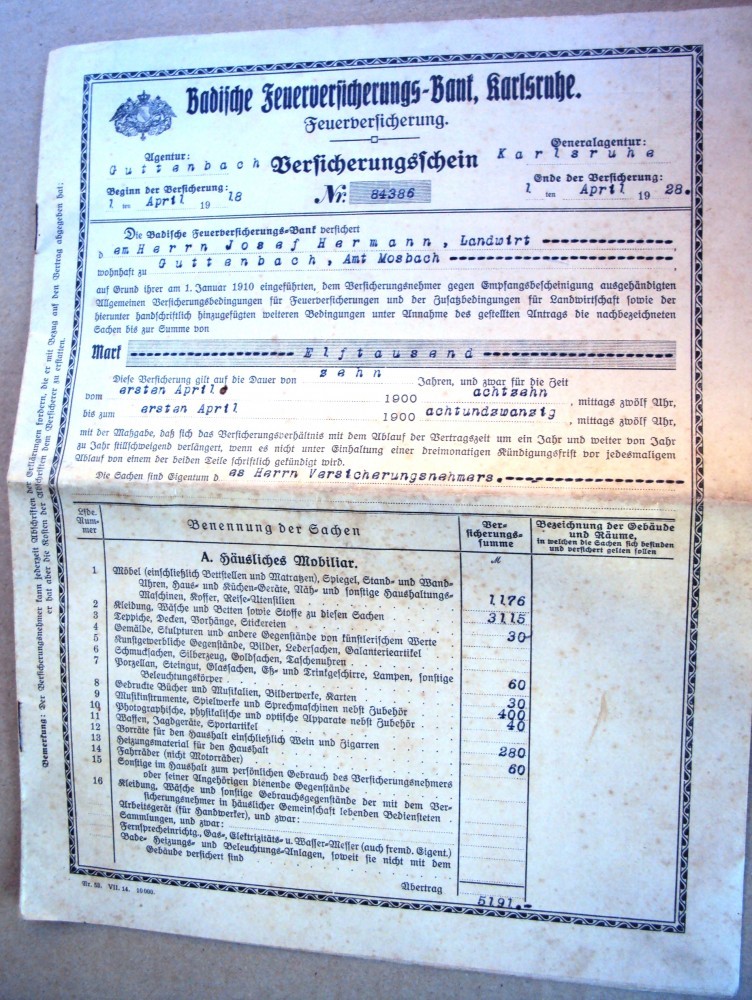 Badische Feuerversicherungs-Bank, Karlsruhe.
Feuerversicherung.
Agentur: Generalagentur:
Guttenbach Versicherungsschein Karlsruhe
Beginn der Versicherung: Ende der Versicherung:
1 ten April 19 18 Nr. 84386 1 ten April 19 28.
Die Badische Feuerversicherungs-Bank versichert
d em Herrn Josef Hermann, Landwirt
wohnhaft zu Guttenbach, Amt Mosbach
auf Grund ihrer am 1. Januar 1910 eingeführten, dem Versicherungsnehmer gegen Empfangsbescheinigung ausgehändigten
Allgemeinen Versicherungsbedingungen für Feuerversicherungen und der Zusatzbedingungen für Landwirtschaft sowie der
hierunter handschriftlich hinzugefügten weiteren Bedingungen unter Annahme des gestellten Antrags die nachbezeichneten
Sachen bis zur Summe von
Mark Elftausend
Diese Versicherung gilt auf die Dauer von zehn Jahren, und zwar für die Zeit
vom ersten April 1900 achtzehn, mittags zwölf Uhr,
bis zum ersten April 1900 achtundzwanzig, mittags zwölf Uhr,
mit der Maßgabe, daß sich das Versicherungsverhältnis mit dem Ablauf der Vertragszeit um ein Jahr und weiter von Jahr
zu Jahr stillschweigend verlängert, wenn es nicht unter Einhaltung einer dreimonatigen Kündigungsfrist vor jedesmaligem
Ablauf von einem der beiden Teile schriftlich gekündigt wird.
Die Sachen sind Eigentum d es Herrn Versicherungsnehmers.
Lfde. Nummer
Benennung der Sachen
Versicherungssumme
Bezeichnung der Gebäude und Räume,
in welchen die Sachen sich befinden
und versichert gelten sollen
A. Häusliches Mobiliar. M
1 Möbel (einschließlich Bettstellen und Matratzen), Spiegel, Stand- und Wand-
Uhren, Haus- und Küchen-Geräte, Näh- und sonstige Haushaltungs-
Maschinen, Koffer, Reise-Utensilien 1176
2 Kleidung, Wäsche und Betten sowie Stoffe zu diesen Sachen 3115
3 Teppiche, Decken, Vorhänge, Stickereien 30
4 Gemälde, Skulpturen und andere Gegenstände von künstlerischem Werte
5 Kunstgewerbliche Gegenstände, Bilder, Ledersachen, Galanterieartikel
6 Schmucksachen, Silberzeug, Goldsachen, Taschenuhren
7 Porzellan, Steingut, Glassachen, Eß- und Trinkgeschirre, Lampen, sonstige
Beleuchtungskörper 60
8 Gedruckte Bücher und Musikalien, Bilderwerke, Karten 30
9 Musikinstrumente, Spielwerke und Sprechmaschinen nebst Zubehör 400
10 Photographische, physikalische und optische Apparate nebst Zubehör 40
11 Waffen, Jagdgeräte, Sportartikel
12 Vorräte für den Haushalt einschließlich Wein und Zigarren 280
13 Heizungsmaterial für den Haushalt 60
14 Fahrräder (nicht Motorräder)
15 Sonstige im Haushalt zum persönlichen Gebrauch des Versicherungsnehmers
oder seiner Angehörigen dienende Gegenstände
16 Kleidung, Wäsche und sonstige Gebrauchsgegenstände der mit dem Ver-
sicherungsnehmer in häuslicher Gemeinschaft lebenden Bediensteten
Arbeitsgerät (für Handwerker), und zwar:
Sammlungen, und zwar:
Fernsprecheinrichtg., Gas-, Elektrizitäts- u. Wasser-Messer (auch fremd. Eigent.)
Bade-, Heizungs- und Beleuchtungs-Anlagen, soweit sie nicht mit dem
Gebäude versichert sind
Übertrag 5191.-
Nr. 53. VII. 14. 10000.
Bemerkung: Der Versicherungsnehmer kann jederzeit Abschriften der Erklärungen fordern, die er mit Bezug auf den Vertrag abgegeben hat;
er hat aber die Kosten der Abschriften dem Versicherer zu erstatten.